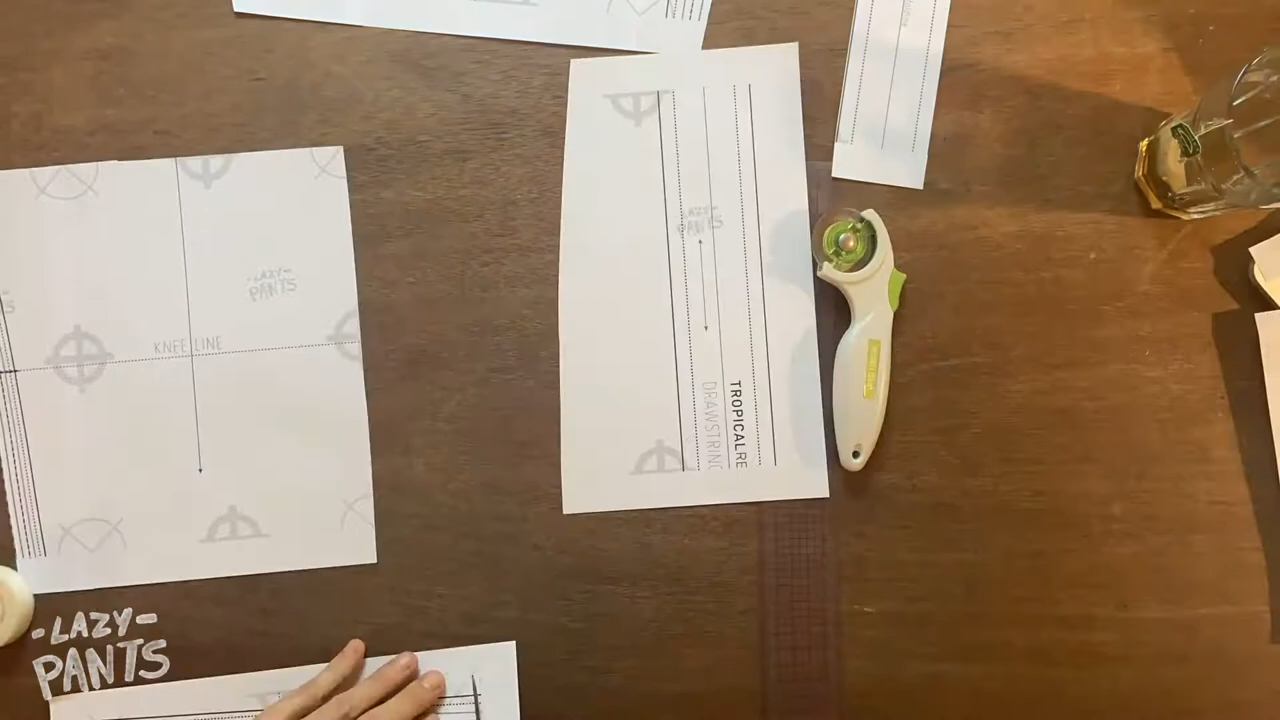 -LAZY-
PANTS
KNEE LINE
LAZY
PANTS
TROPICALRE
DRAWSTRING
-LAZY-
PANTS